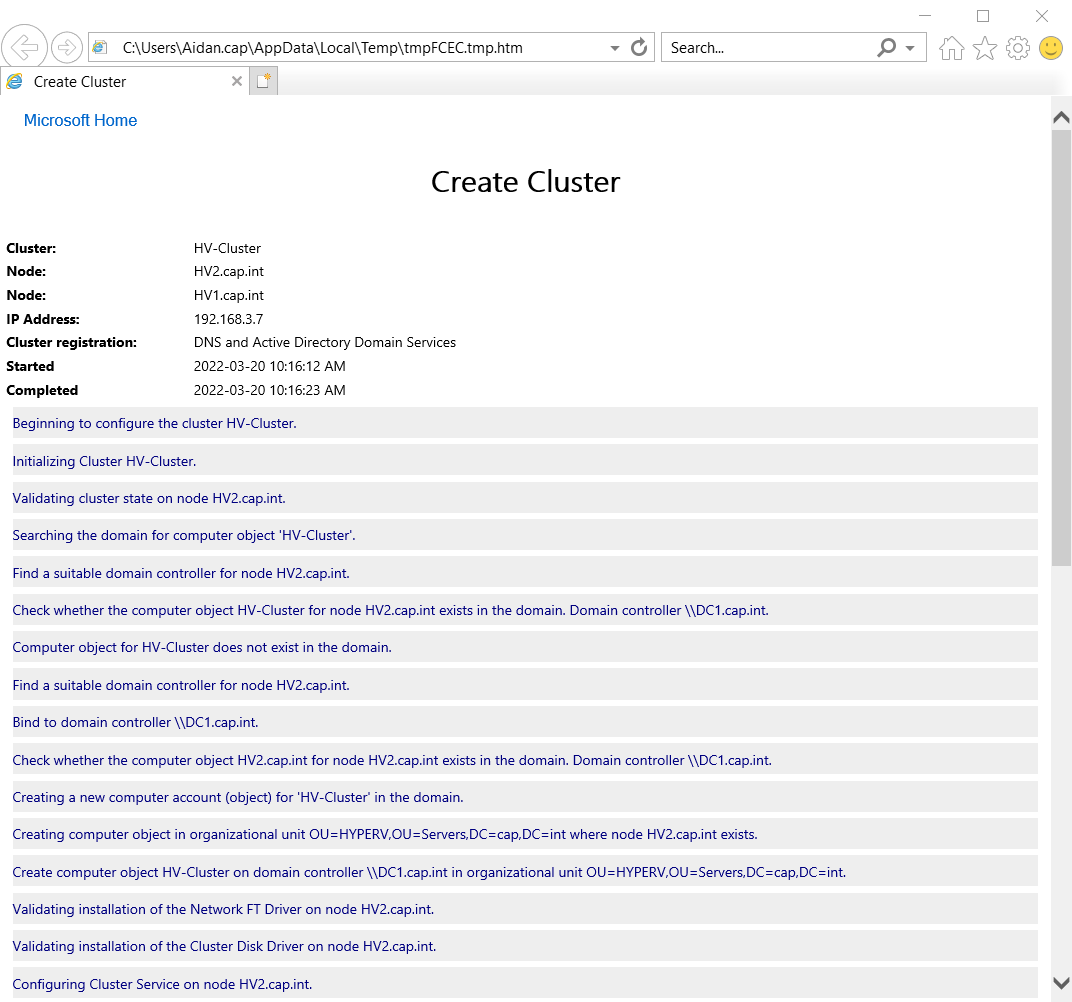 C:\Users\Aidan.cap\AppData\Local\Temp\tmpFCEC.tmp.htm
Search...
Create Cluster
Microsoft Home
Create Cluster
Cluster: HV-Cluster
Node: HV2.cap.int
Node: HV1.cap.int
IP Address: 192.168.3.7
Cluster registration: DNS and Active Directory Domain Services
Started 2022-03-20 10:16:12 AM
Completed 2022-03-20 10:16:23 AM
Beginning to configure the cluster HV-Cluster.
Initializing Cluster HV-Cluster.
Validating cluster state on node HV2.cap.int.
Searching the domain for computer object 'HV-Cluster'.
Find a suitable domain controller for node HV2.cap.int.
Check whether the computer object HV-Cluster for node HV2.cap.int exists in the domain. Domain controller \\DC1.cap.int.
Computer object for HV-Cluster does not exist in the domain.
Find a suitable domain controller for node HV2.cap.int.
Bind to domain controller \\DC1.cap.int.
Check whether the computer object HV2.cap.int for node HV2.cap.int exists in the domain. Domain controller \\DC1.cap.int.
Creating a new computer account (object) for 'HV-Cluster' in the domain.
Creating computer object in organizational unit OU=HYPERV,OU=Servers,DC=cap,DC=int where node HV2.cap.int exists.
Create computer object HV-Cluster on domain controller \\DC1.cap.int in organizational unit OU=HYPERV,OU=Servers,DC=cap,DC=int.
Validating installation of the Network FT Driver on node HV2.cap.int.
Validating installation of the Cluster Disk Driver on node HV2.cap.int.
Configuring Cluster Service on node HV2.cap.int.